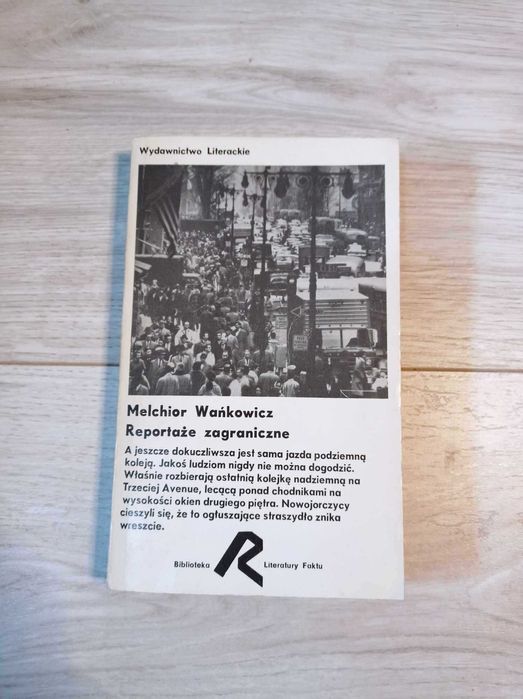 Wydawnictwo Literackie
Melchior Wańkowicz
Reportaże zagraniczne
A jeszcze dokuczliwsza jest sama jazda podziemną
koleją. Jakoś ludziom nigdy nie można dogodzić.
Właśnie rozbierają ostatnią kolejkę nadziemną na
Trzeciej Avenue, lecącą ponad chodnikami na
wysokości okien drugiego piętra. Nowojorczycy
cieszyli się, że to ogłuszające straszydło znika
wreszcie.
Biblioteka R Literatury Faktu